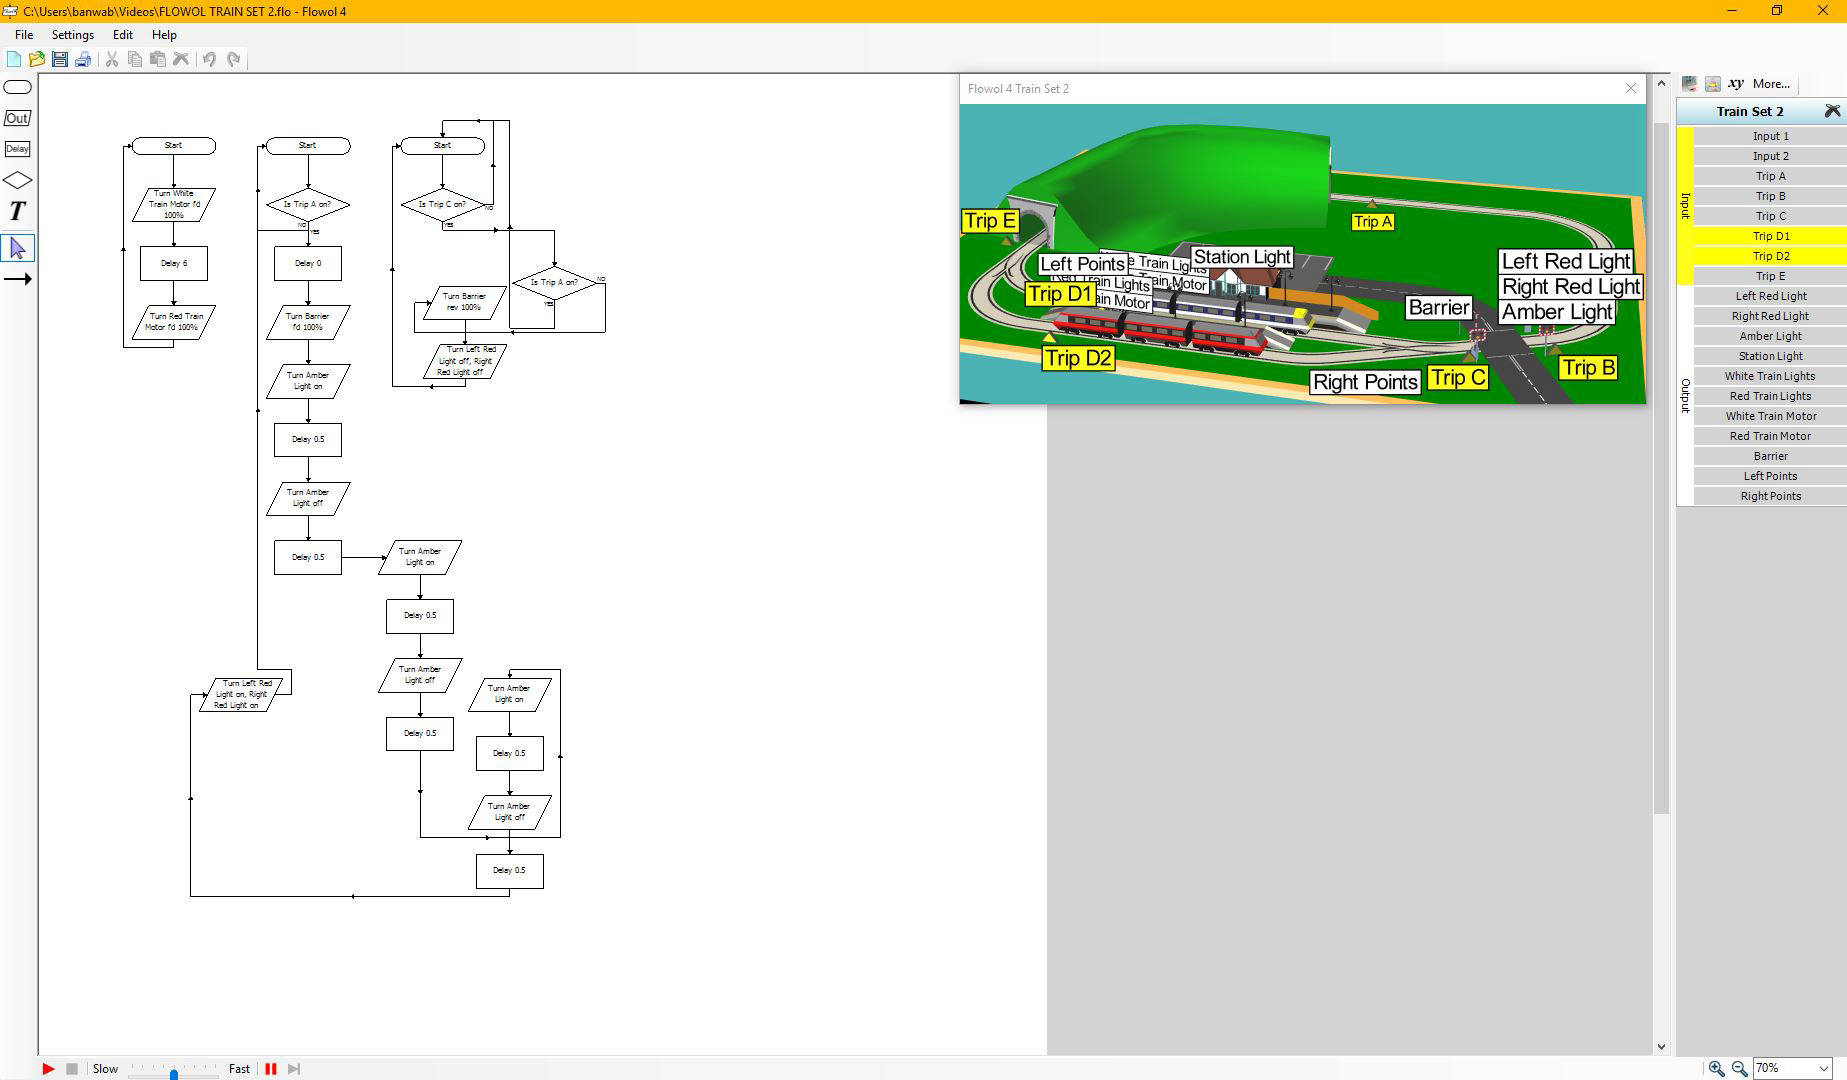 C:\Users\banwab\Videos\FLOWOL TRAIN SET 2.flo - Flowol 4
File Settings Edit Help
Out
Delay
T
Start
Turn White
Train Motor fd
100%
Delay 6
Turn Red Train
Motor fd 100%
Start
Is Trip A on?
NO
YES
Delay 0
Turn Barrier
fd 100%
Turn Amber
Light on
Delay 0.5
Turn Amber
Light off
Delay 0.5
Turn Amber
Light on
Delay 0.5
Turn Amber
Light off
Delay 0.5
Turn Amber
Light on
Delay 0.5
Turn Amber
Light off
Delay 0.5
Turn Left Red
Light on, Right
Red Light on
Start
Is Trip C on?
NO
YES
Is Trip A on?
NO
YES
Turn Barrier
rev 100%
Turn Left Red
Light off, Right
Red Light off
Flowol 4 Train Set 2
Trip E
Trip A
Left Points
Train Lights
Station Light
Trip D1
Train Lights
Train Motor
Train Motor
Left Red Light
Right Red Light
Amber Light
Barrier
Trip D2
Right Points
Trip C
Trip B
xy More...
Train Set 2
Input
Input 1
Input 2
Trip A
Trip B
Trip C
Trip D1
Trip D2
Trip E
Output
Left Red Light
Right Red Light
Amber Light
Station Light
White Train Lights
Red Train Lights
White Train Motor
Red Train Motor
Barrier
Left Points
Right Points
Slow Fast
70%